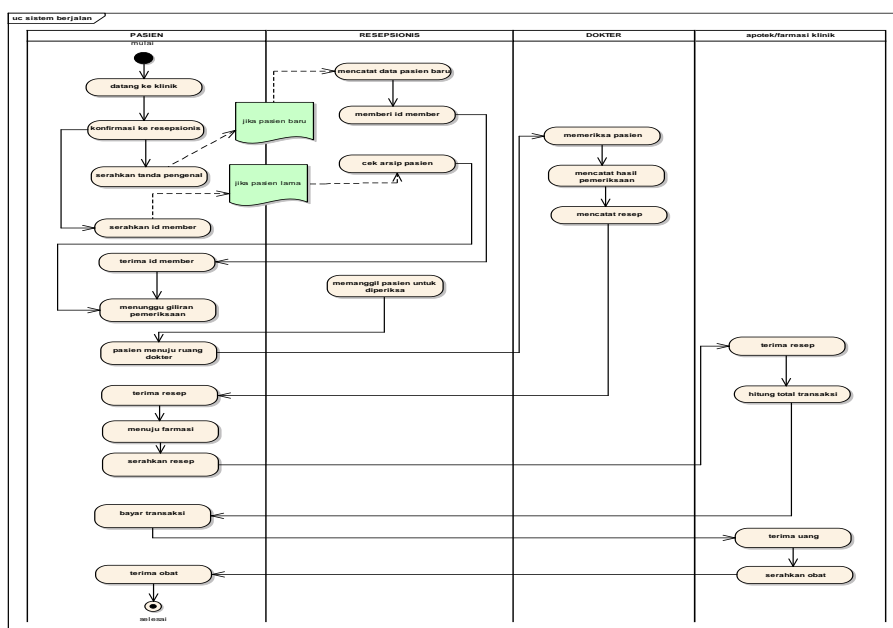 uc sistem berjalan
PASIEN
RESEPSIONIS
DOKTER
apotek/farmasi klinik
mulai
datang ke klinik
konfirmasi ke resepsionis
serahkan tanda pengenal
serahkan id member
terima id member
menunggu giliran
pemeriksaan
pasien menuju ruang
dokter
terima resep
menuju farmasi
serahkan resep
bayar transaksi
terima obat
selesai
jika pasien baru
jika pasien lama
mencatat data pasien baru
memberi id member
cek arsip pasien
memanggil pasien untuk
diperiksa
memeriksa pasien
mencatat hasil
pemeriksaan
mencatat resep
terima resep
hitung total transaksi
terima uang
serahkan obat